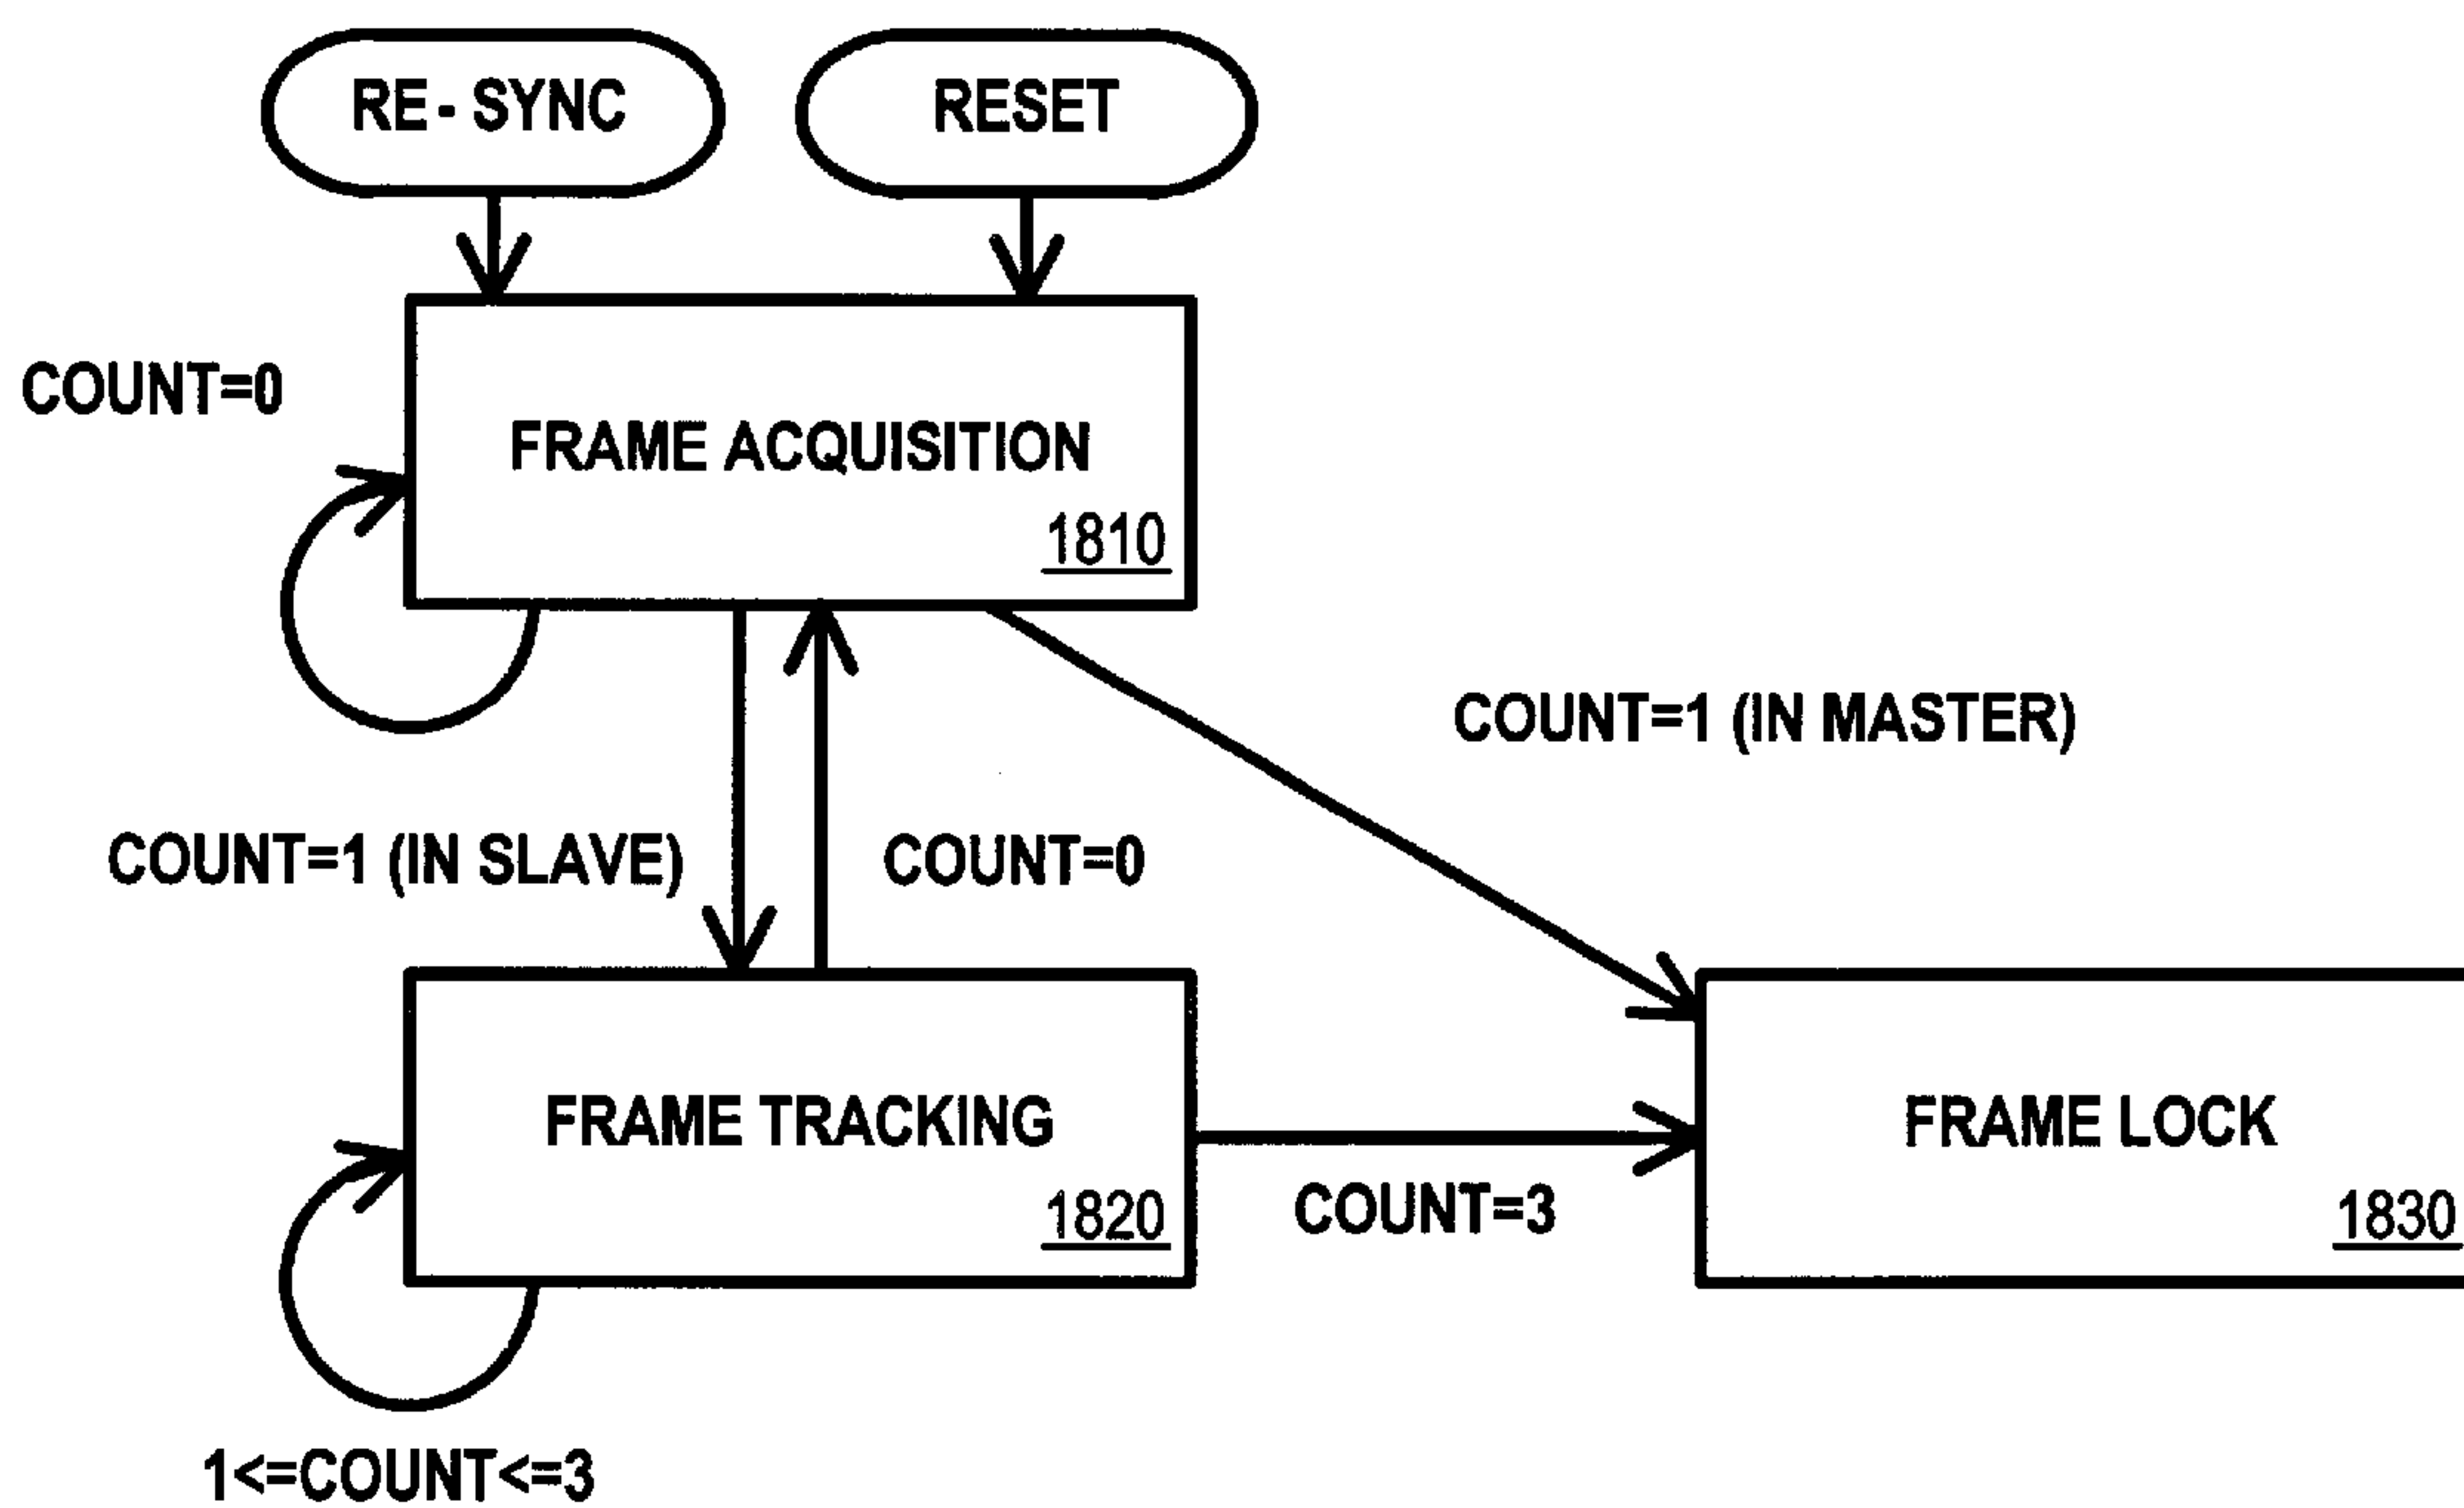 RE-SYNC
RESET
COUNT=0
FRAME ACQUISITION
1810
COUNT=1 (IN MASTER)
COUNT=1 (IN SLAVE)
COUNT=0
FRAME TRACKING
1820
COUNT=3
FRAME LOCK
1830
1<=COUNT<=3